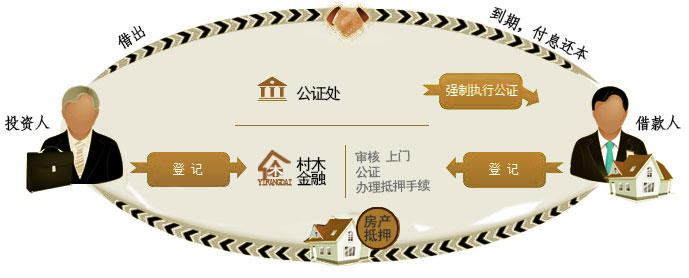 借出
到期，付息还本
公证处
强制执行公证
投资人
借款人
登 记
木
YIFANGDAI
村木
金融
审核 上门
公证
办理抵押手续
登 记
房产
抵押